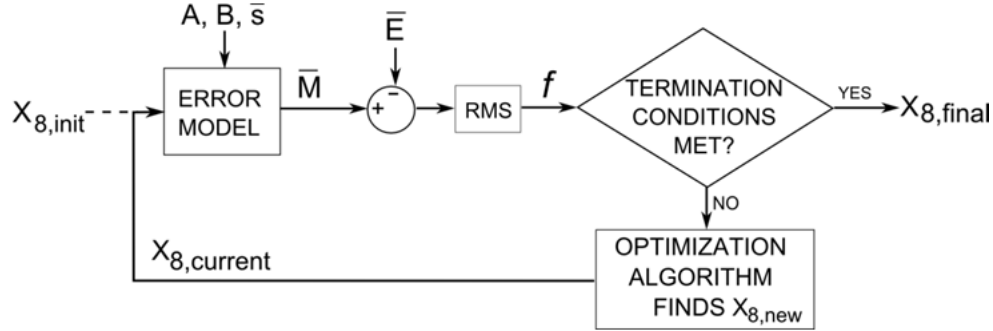 A, B, s̅
E̅
X8,init
ERROR
MODEL
M̅
+
-
RMS
f
TERMINATION
CONDITIONS
MET?
YES
X8,final
NO
X8,current
OPTIMIZATION
ALGORITHM
FINDS X8,new